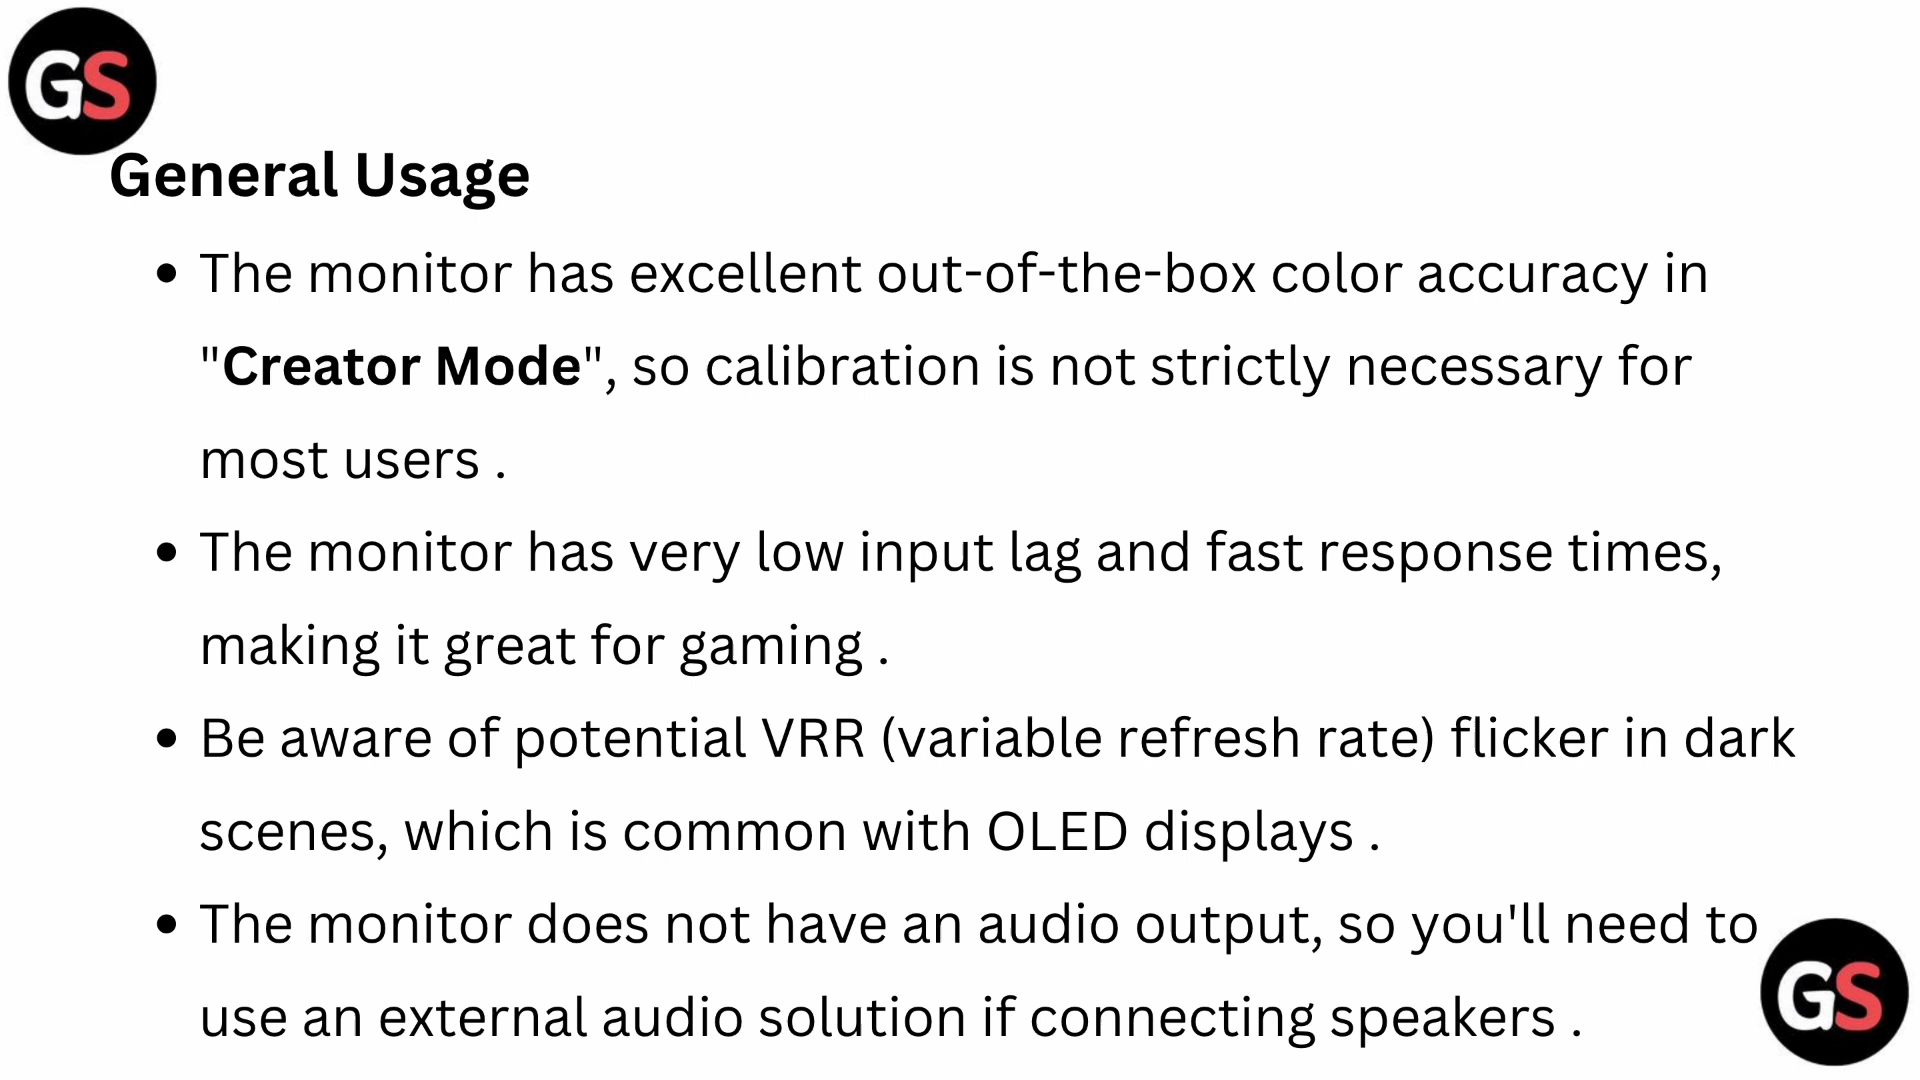 GS
General Usage
• The monitor has excellent out-of-the-box color accuracy in
"Creator Mode", so calibration is not strictly necessary for
most users .
• The monitor has very low input lag and fast response times,
making it great for gaming .
• Be aware of potential VRR (variable refresh rate) flicker in dark
scenes, which is common with OLED displays .
• The monitor does not have an audio output, so you'll need to
use an external audio solution if connecting speakers .
GS